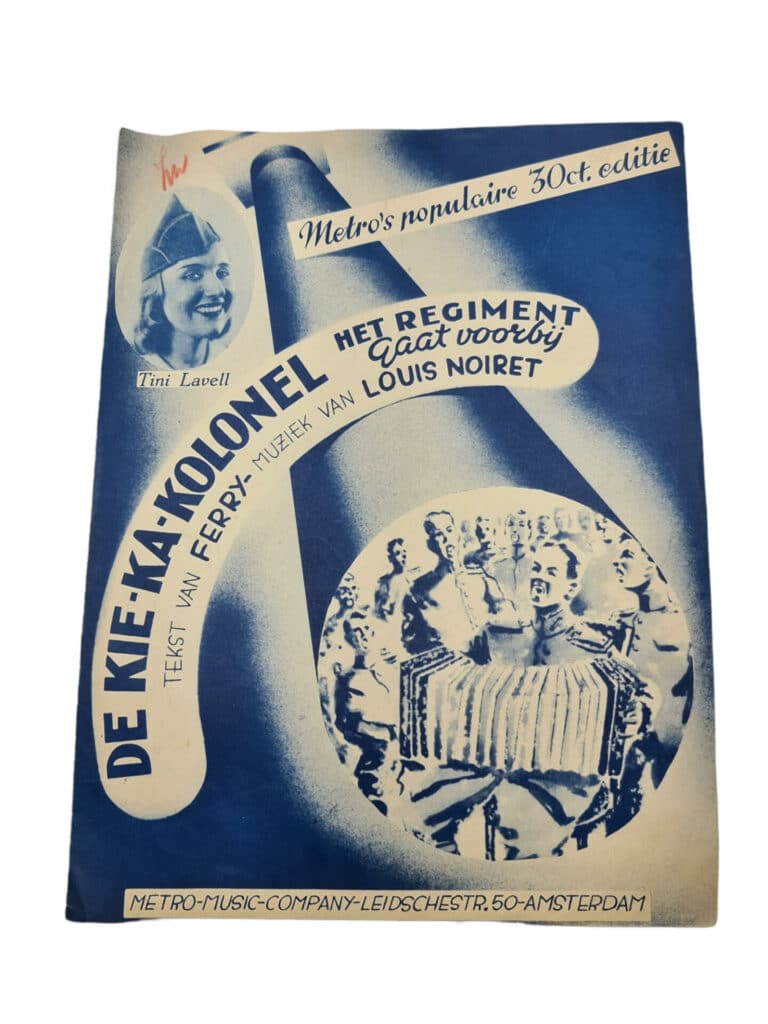 Metro's populaire 30ct. editie
Tini Lavell
DE KIE-KA-KOLONEL
HET REGIMENT
Gaat voorbij
TEKST VAN FERRY- MUZIEK VAN LOUIS NOIRET
METRO-MUSIC-COMPANY-LEIDSCHESTR.50-AMSTERDAM